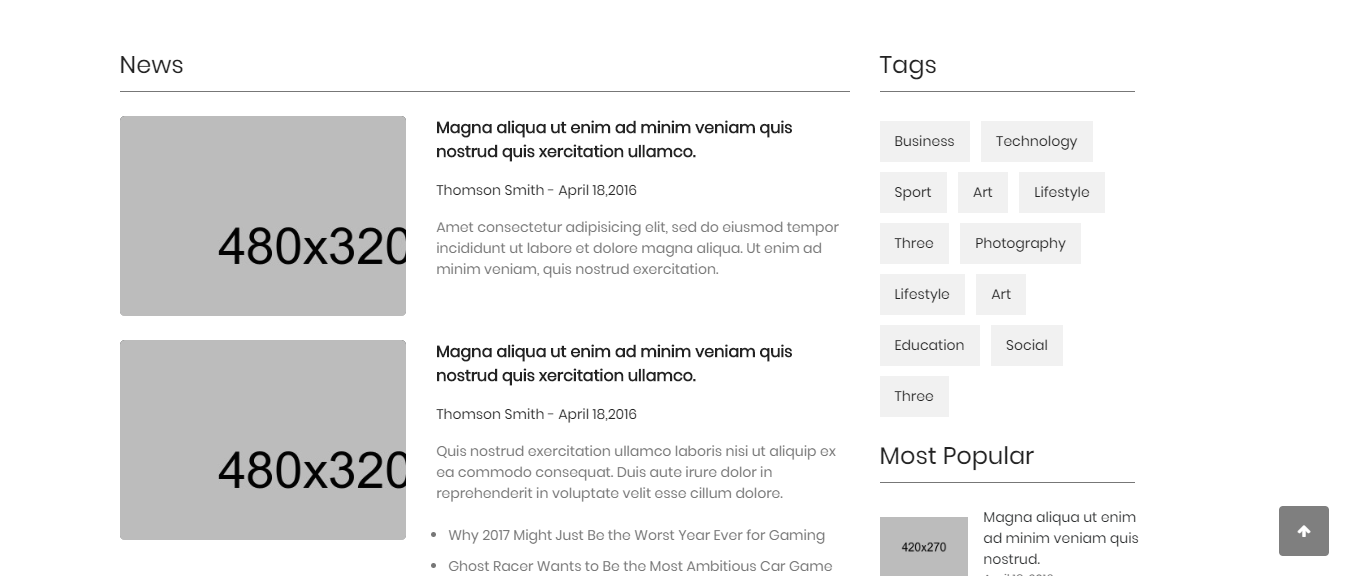 News
480x320
Magna aliqua ut enim ad minim veniam quis
nostrud quis xercitation ullamco.
Thomson Smith - April 18,2016
Amet consectetur adipisicing elit, sed do eiusmod tempor
incididunt ut labore et dolore magna aliqua. Ut enim ad
minim veniam, quis nostrud exercitation.
480x320
Magna aliqua ut enim ad minim veniam quis
nostrud quis xercitation ullamco.
Thomson Smith - April 18,2016
Quis nostrud exercitation ullamco laboris nisi ut aliquip ex
ea commodo consequat. Duis aute irure dolor in
reprehenderit in voluptate velit esse cillum dolore.
Why 2017 Might Just Be the Worst Year Ever for Gaming
Ghost Racer Wants to Be the Most Ambitious Car Game
Tags
Business Technology
Sport Art Lifestyle
Three Photography
Lifestyle Art
Education Social
Three
Most Popular
420x270
Magna aliqua ut enim
ad minim veniam quis
nostrud.